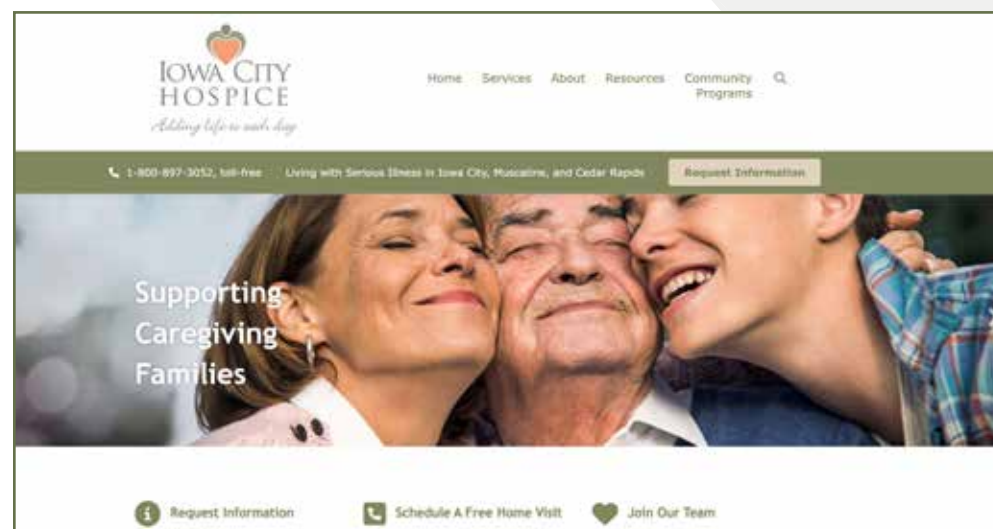 IOWA CITY
HOSPICE
Adding life to each day
Home Services About Resources Community Programs
1-800-897-3052, toll-free Living with Serious Illness in Iowa City, Muscatine, and Cedar Rapids Request Information
Supporting
Caregiving
Families
Request Information Schedule A Free Home Visit Join Our Team